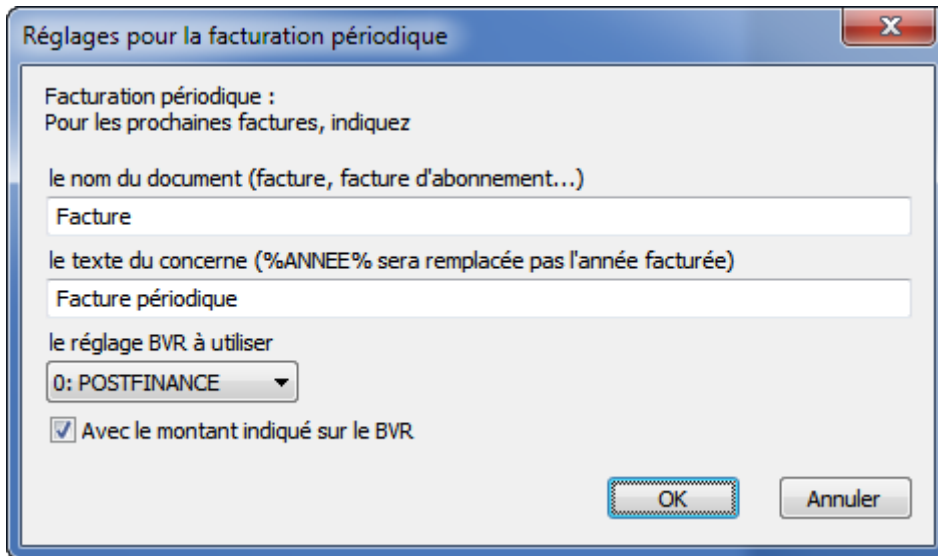 Réglages pour la facturation périodique
Facturation périodique :
Pour les prochaines factures, indiquez
le nom du document (facture, facture d'abonnement...)
Facture
le texte du concerne (%ANNEE% sera remplacée pas l'année facturée)
Facture périodique
le réglage BVR à utiliser
0: POSTFINANCE
Avec le montant indiqué sur le BVR
OK Annuler